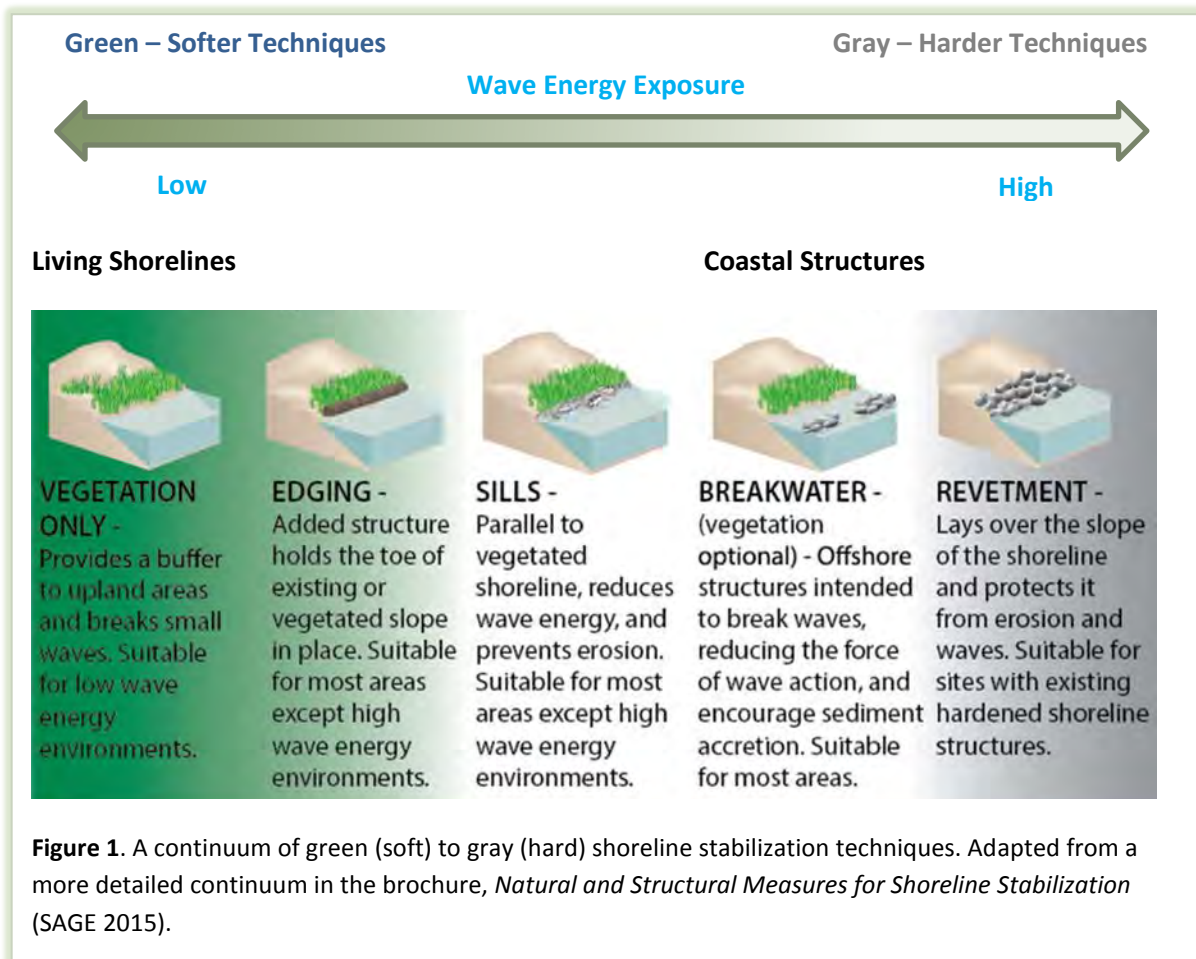 Green – Softer Techniques
Gray – Harder Techniques
Wave Energy Exposure
Low
High
Living Shorelines
Coastal Structures
VEGETATION
ONLY -
Provides a buffer
to upland areas
and breaks small
waves. Suitable
for low wave
energy
environments.
EDGING -
Added structure
holds the toe of
existing or
vegetated slope
in place. Suitable
for most areas
except high
wave energy
environments.
SILLS -
Parallel to
vegetated
shoreline, reduces
wave energy, and
prevents erosion.
Suitable for most
areas except high
wave energy
environments.
BREAKWATER -
(vegetation
optional) - Offshore
structures intended
to break waves,
reducing the force
of wave action, and
encourage sediment
accretion. Suitable
for most areas.
REVETMENT -
Lays over the slope
of the shoreline
and protects it
from erosion and
waves. Suitable for
sites with existing
hardened shoreline
structures.
Figure 1. A continuum of green (soft) to gray (hard) shoreline stabilization techniques. Adapted from a
more detailed continuum in the brochure, Natural and Structural Measures for Shoreline Stabilization
(SAGE 2015).